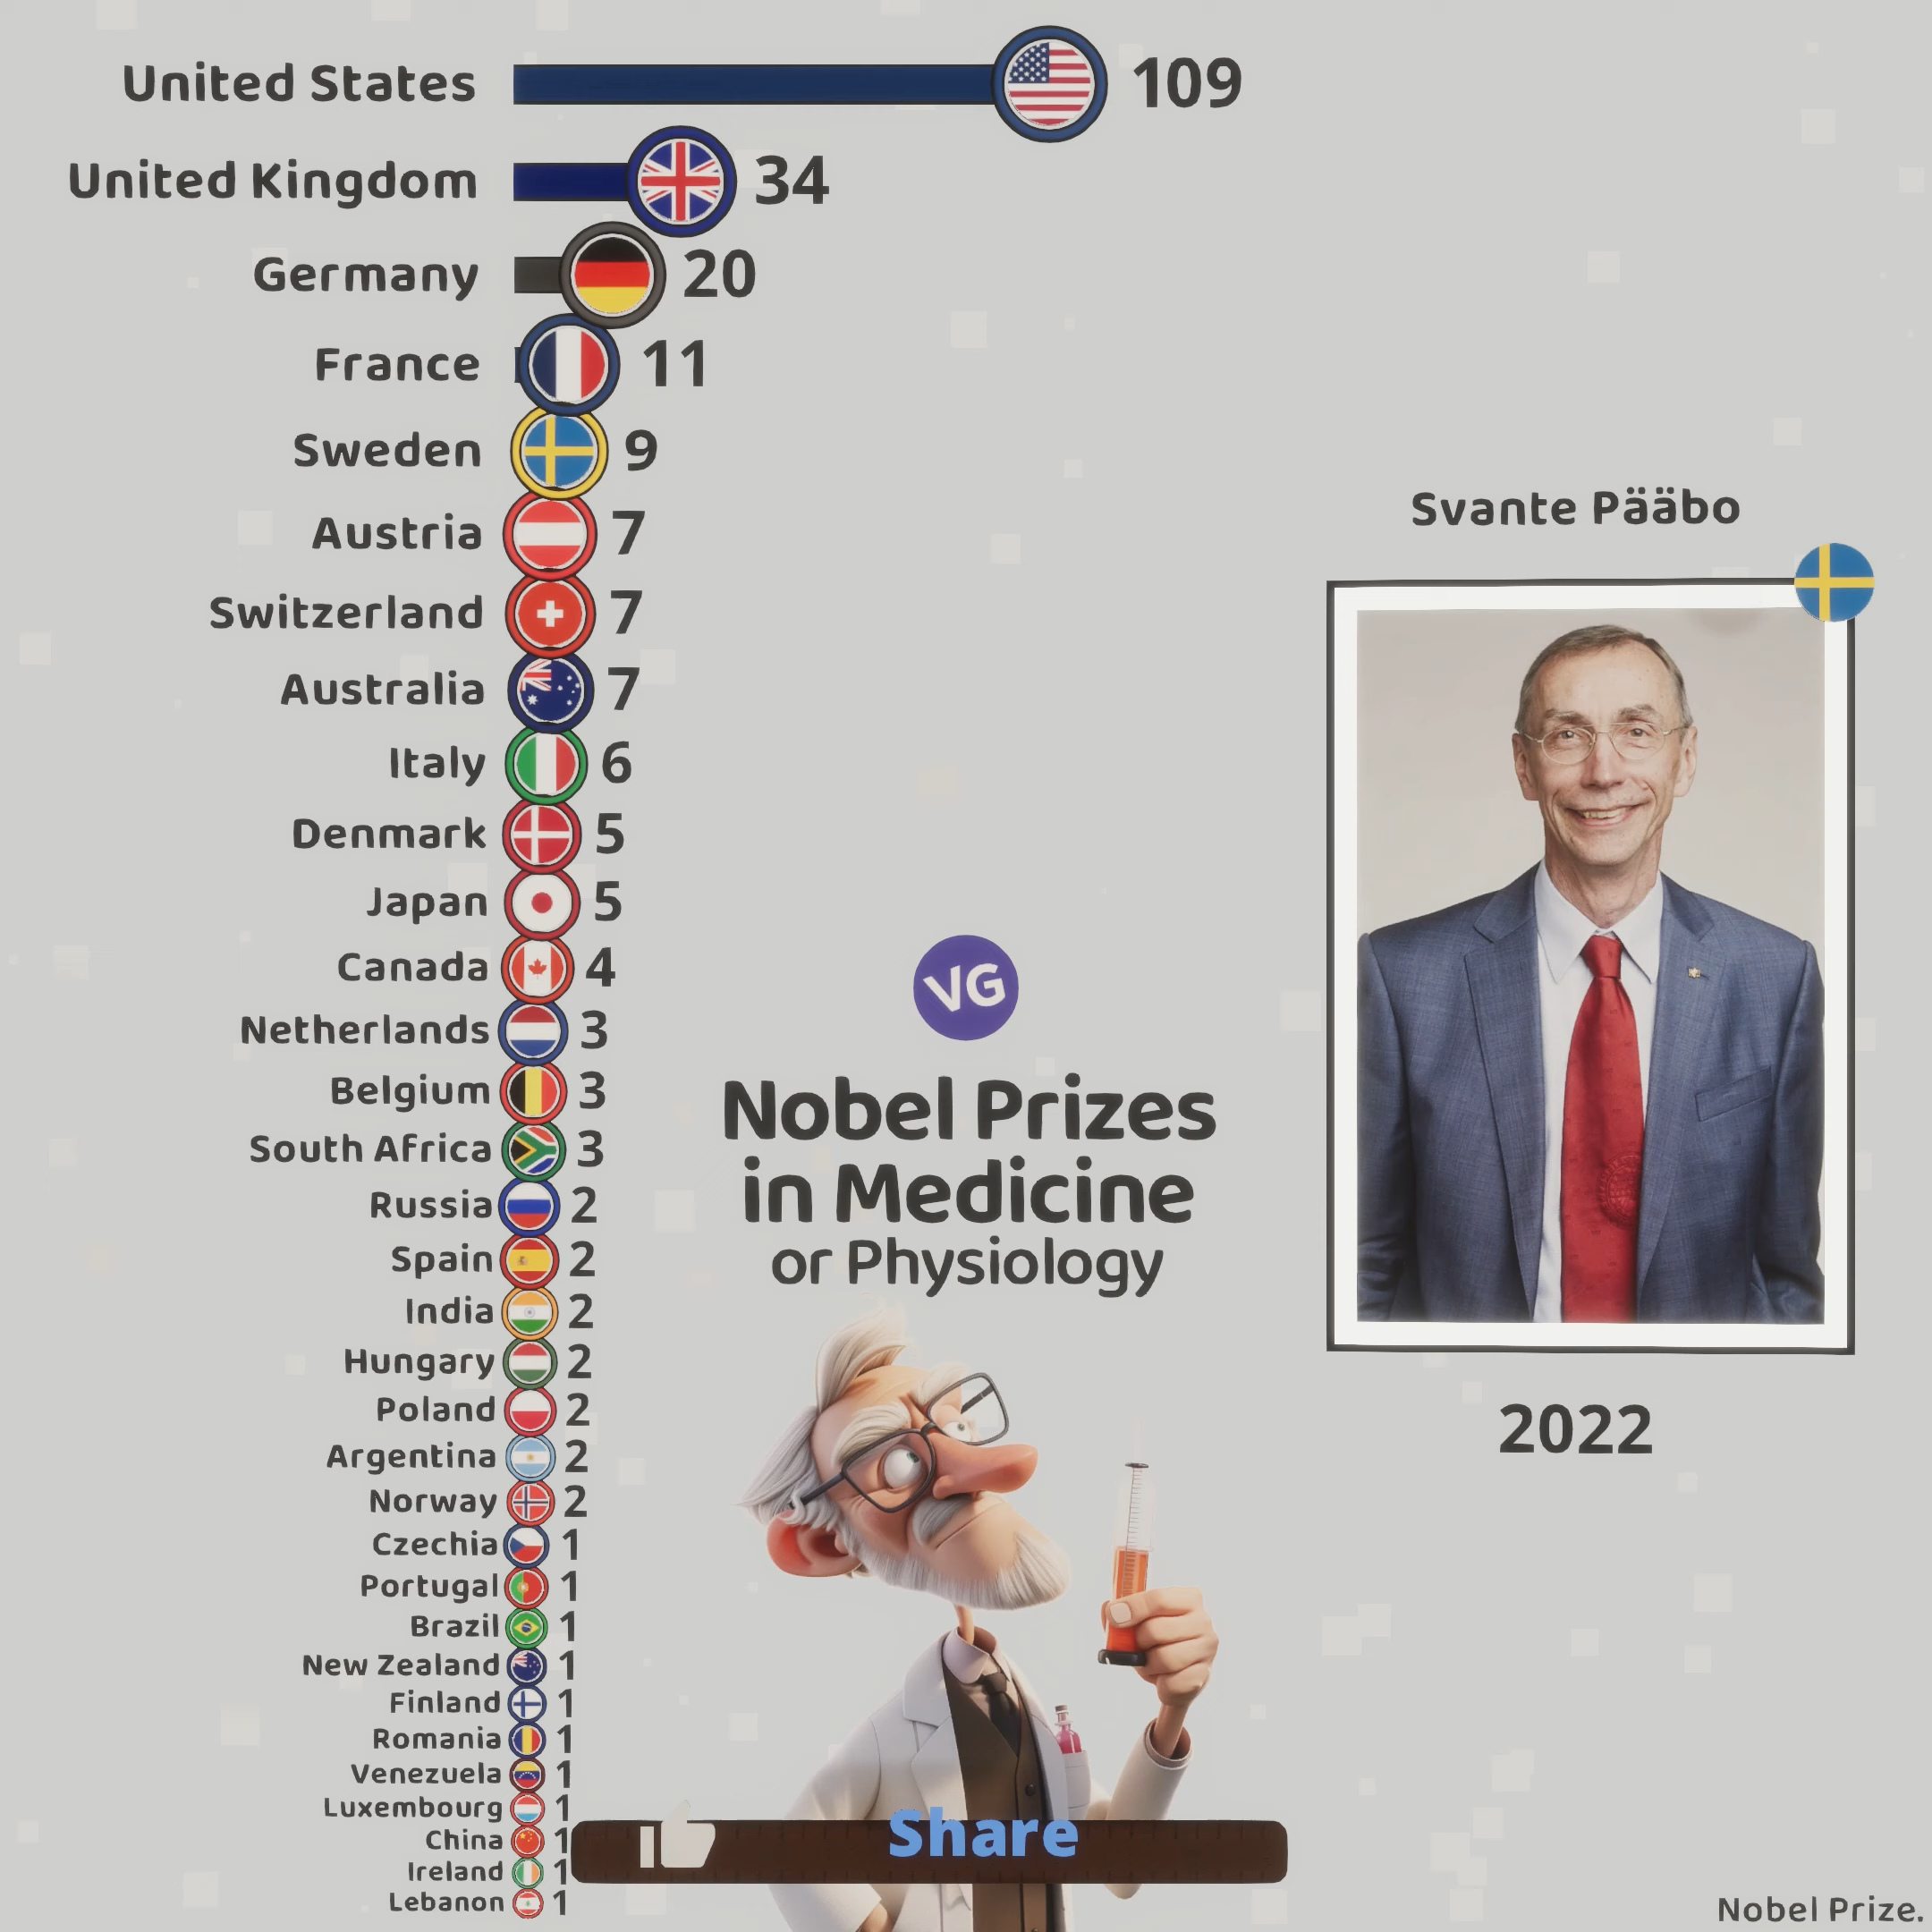 United States 109
United Kingdom 34
Germany 20
France 11
Sweden 9
Austria 7
Switzerland 7
Australia 7
Italy 6
Denmark 5
Japan 5
Canada 4
Netherlands 3
Belgium 3
South Africa 3
Russia 2
Spain 2
India 2
Hungary 2
Poland 2
Argentina 2
Norway 2
Czechia 1
Portugal 1
Brazil 1
New Zealand 1
Finland 1
Romania 1
Venezuela 1
Luxembourg 1
China 1
Ireland 1
Lebanon 1
VG
Nobel Prizes
in Medicine
or Physiology
Share
Svante Pääbo
2022
Nobel Prize.